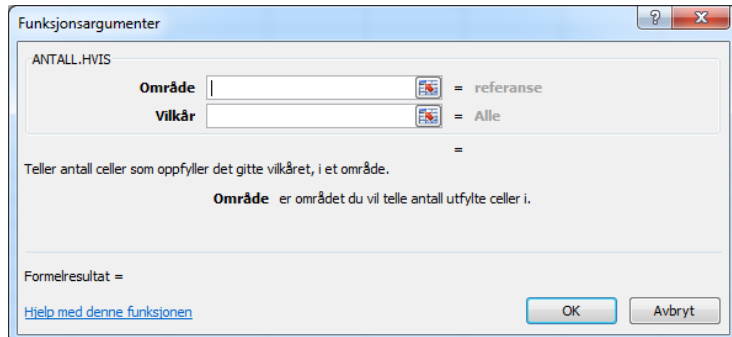 Funksjonsargumenter
ANTALL.HVIS
Område = referanse
Vilkår = Alle
=
Teller antall celler som oppfyller det gitte vilkåret, i et område.
Område er området du vil telle antall utfylte celler i.
Formelresultat =
Hjelp med denne funksjonen OK Avbryt